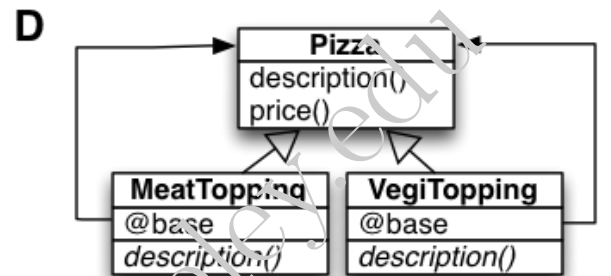 D
Pizza
description()
price()
MeatTopping
VegiTopping
@base
@base
description()
description()